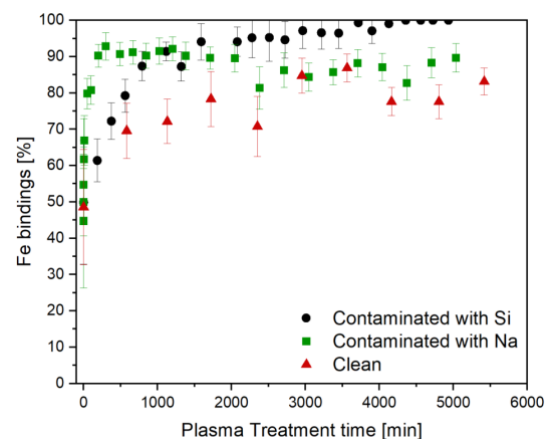 Fe bindings [%]
100
90
80
70
60
50
40
30
20
10
0
Contaminated with Si
Contaminated with Na
Clean
0 1000 2000 3000 4000 5000 6000
Plasma Treatment time [min]